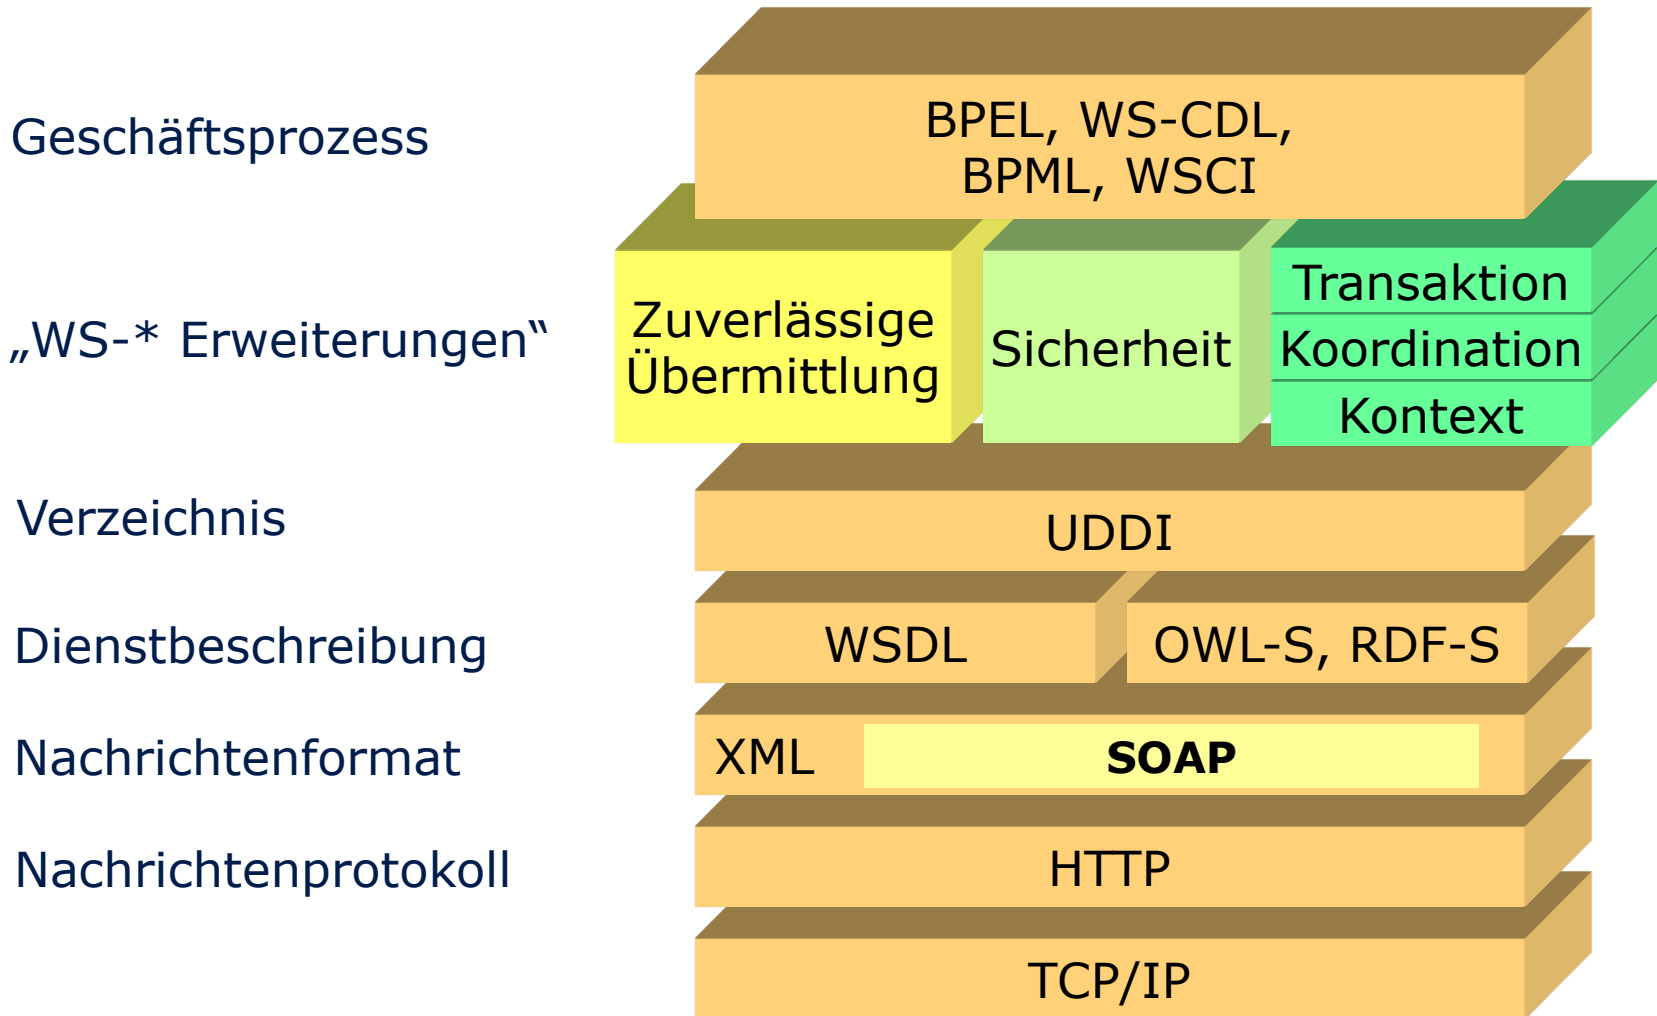 Geschäftsprozess
BPEL, WS-CDL,
BPML, WSCI
„WS-* Erweiterungen“
Zuverlässige
Übermittlung
Sicherheit
Transaktion
Koordination
Kontext
Verzeichnis
UDDI
Dienstbeschreibung
WSDL
OWL-S, RDF-S
Nachrichtenformat
XML
SOAP
Nachrichtenprotokoll
HTTP
TCP/IP